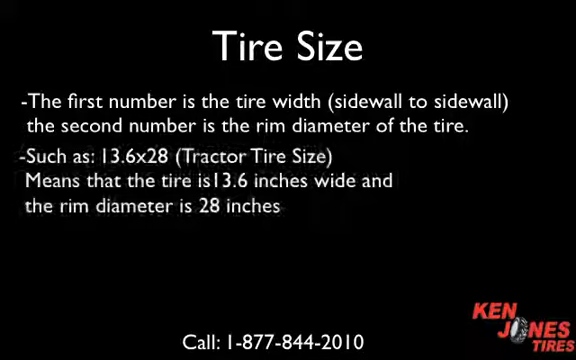 Tire Size
-The first number is the tire width (sidewall to sidewall)
the second number is the rim diameter of the tire.
-Such as: 13.6x28 (Tractor Tire Size)
Means that the tire is13.6 inches wide and
the rim diameter is 28 inches
KEN
JONES
TIRES
Call: 1-877-844-2010